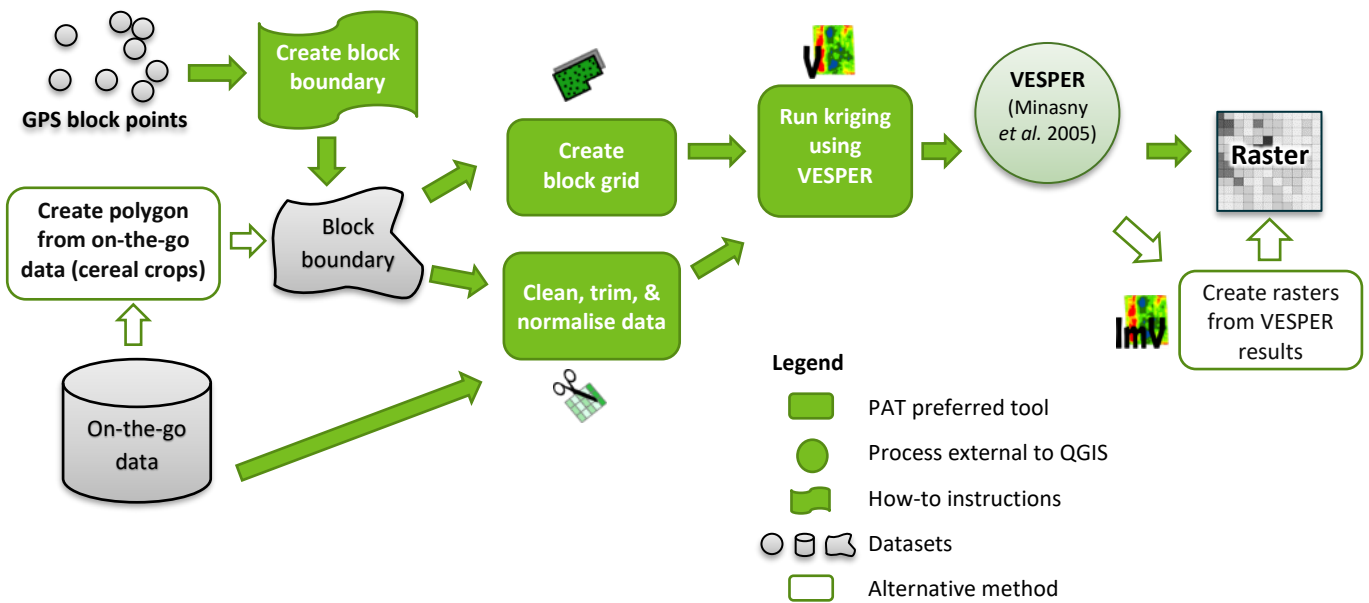 GPS block points
Create block
boundary
Create polygon
from on-the-go
data (cereal crops)
Block
boundary
On-the-go
data
Create
block grid
Clean, trim, &
normalise data
V
Run kriging
using
VESPER
VESPER
(Minasny
et al. 2005)
Raster
ImV
Create rasters
from VESPER
results
Legend
PAT preferred tool
Process external to QGIS
How-to instructions
Datasets
Alternative method